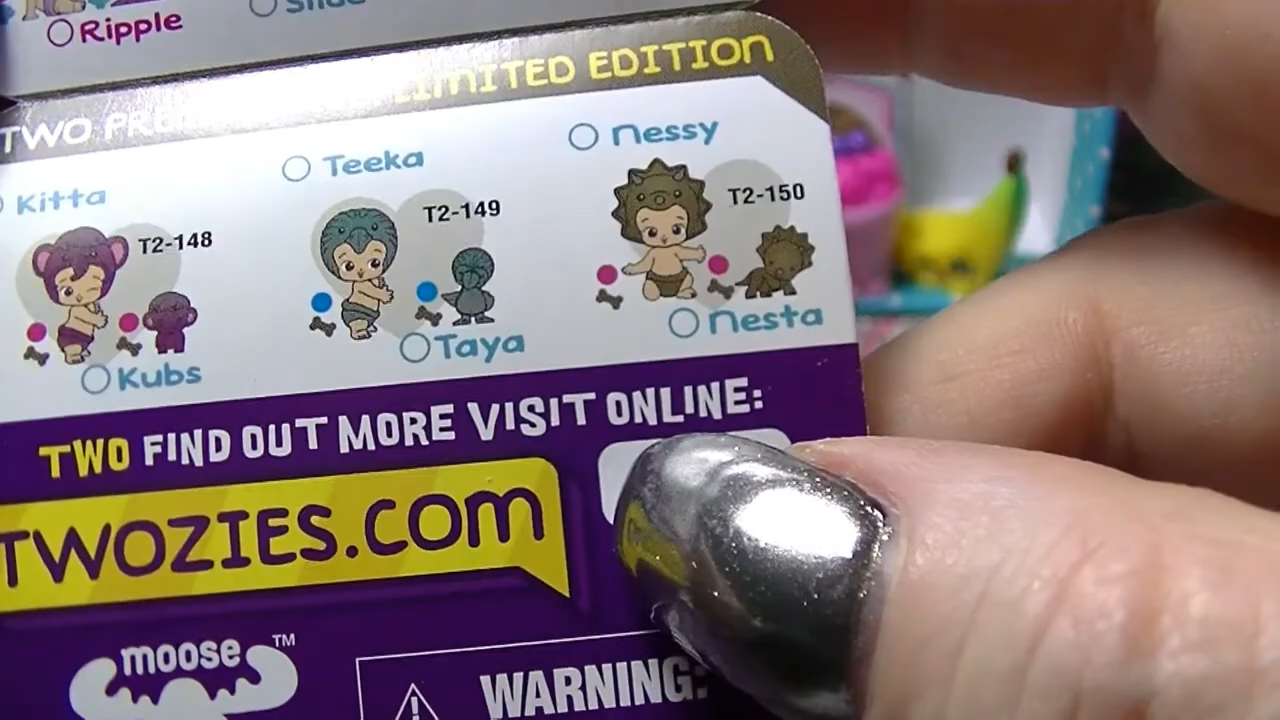 Ripple
TWO LIMITED EDITION
Kitta
Teeka
Nessy
T2-148
T2-149
T2-150
Kubs
Taya
Nesta
TWO FIND OUT MORE VISIT ONLINE:
TWOZIES.COM
moose TM
WARNING: